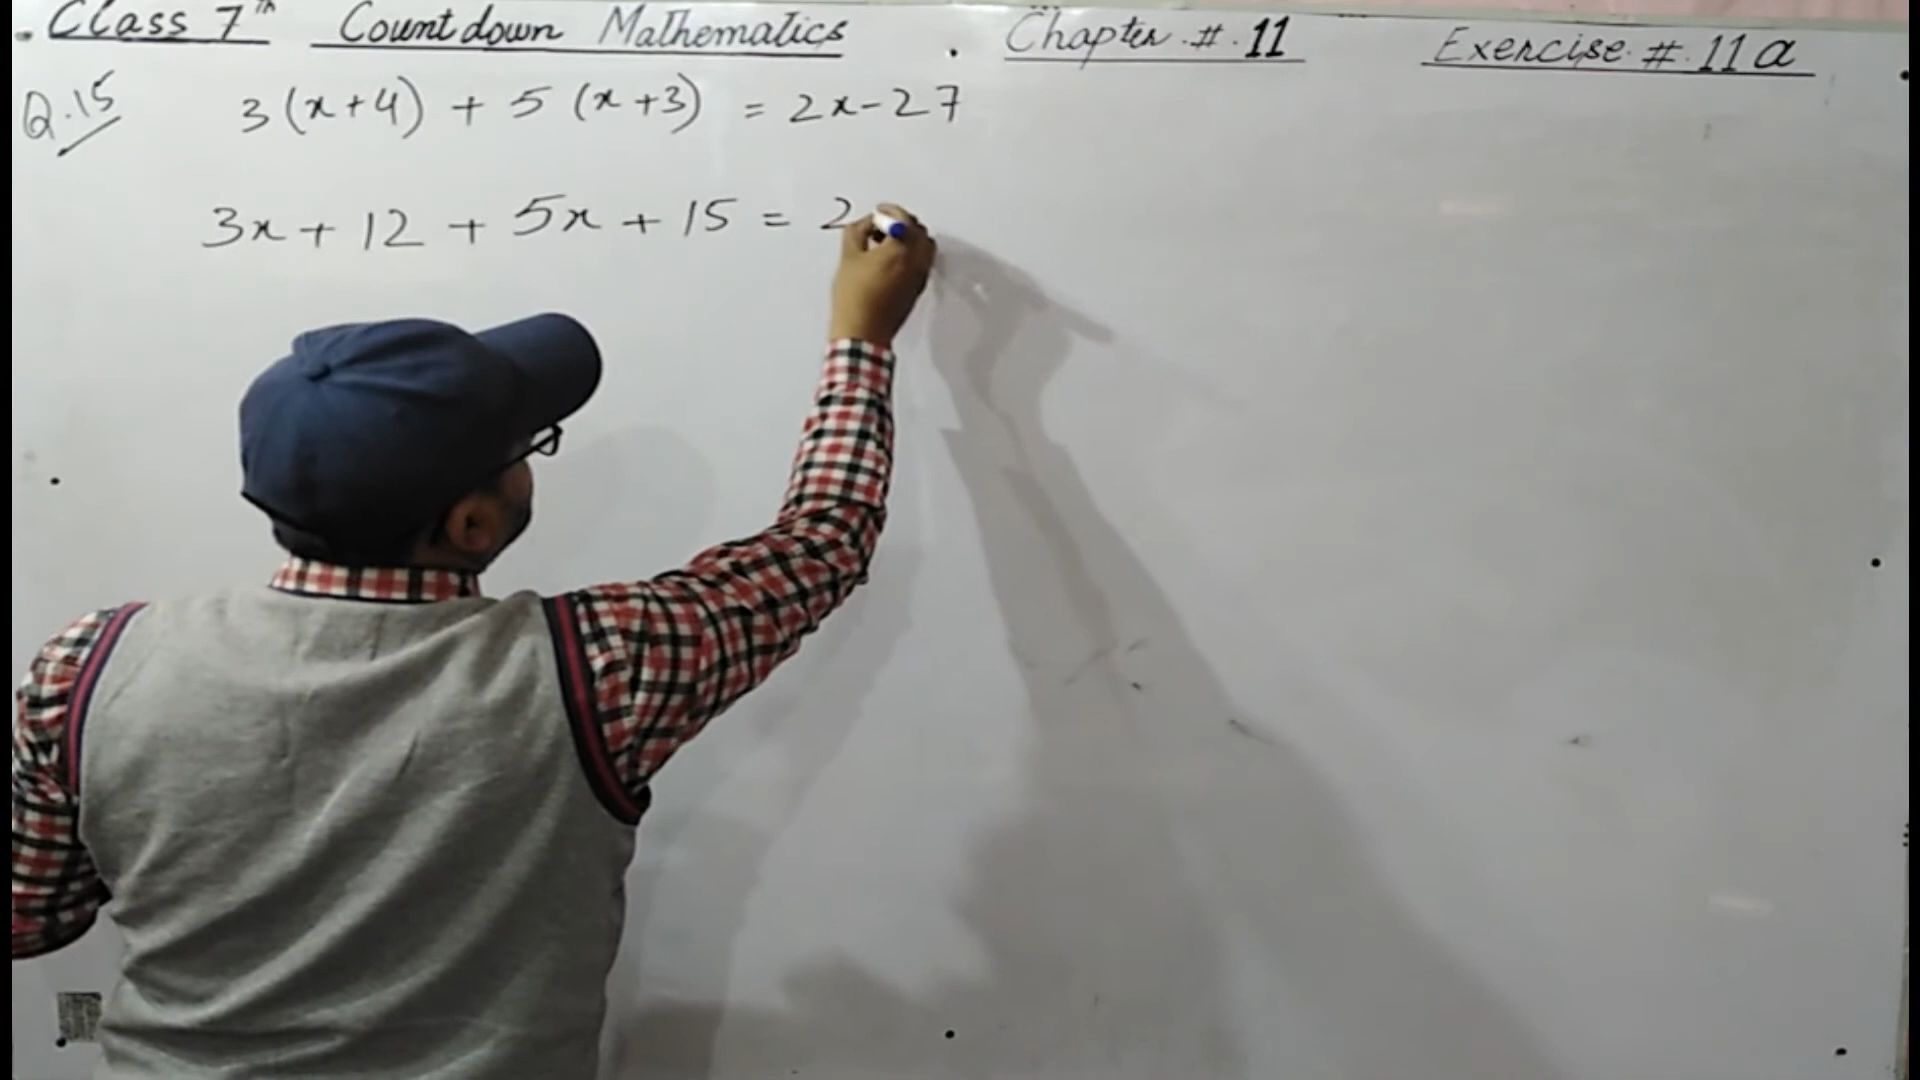 Class 7th Countdown Mathematics . Chapter # 11 Exercise # 11a
Q.15 3(x+4) + 5(x+3) = 2x-27
3x + 12 + 5x + 15 = 2